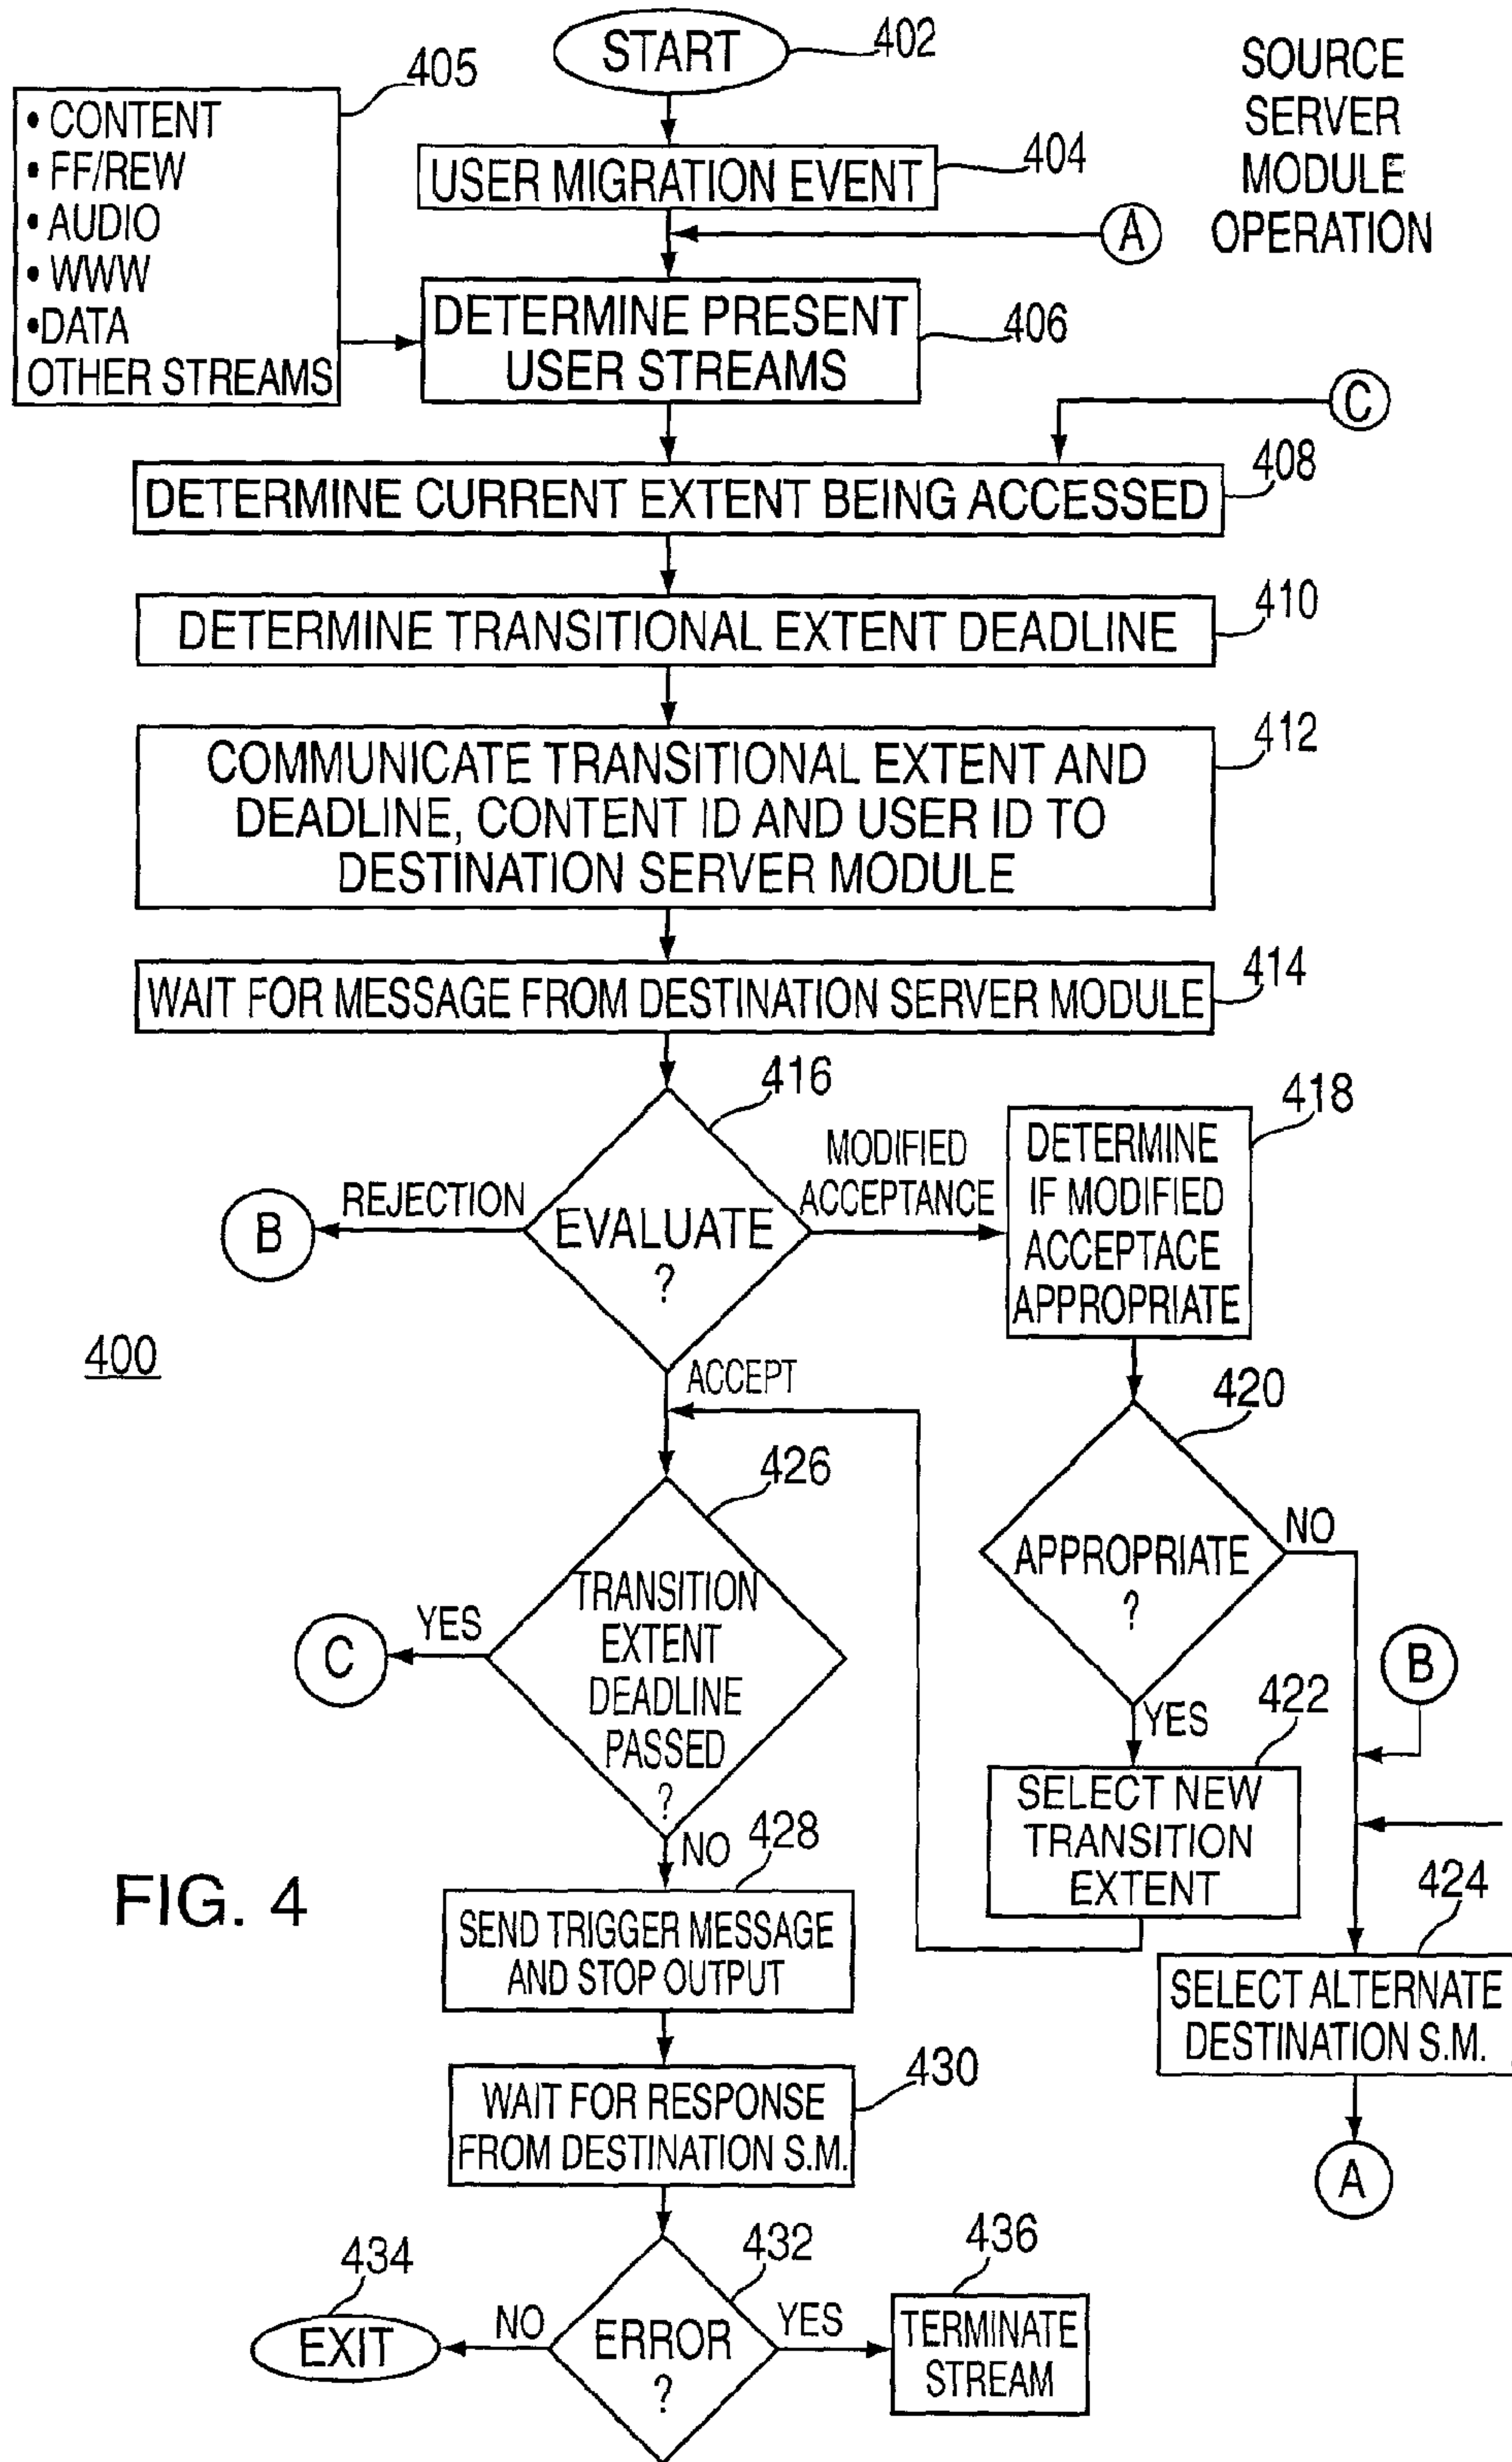 START
402
SOURCE
SERVER
MODULE
OPERATION
405
• CONTENT
• FF/REW
• AUDIO
• WWW
• DATA
OTHER STREAMS
USER MIGRATION EVENT
404
A
DETERMINE PRESENT
USER STREAMS
406
C
DETERMINE CURRENT EXTENT BEING ACCESSED
408
DETERMINE TRANSITIONAL EXTENT DEADLINE
410
COMMUNICATE TRANSITIONAL EXTENT AND
DEADLINE, CONTENT ID AND USER ID TO
DESTINATION SERVER MODULE
412
WAIT FOR MESSAGE FROM DESTINATION SERVER MODULE
414
EVALUATE
?
416
REJECTION
B
MODIFIED
ACCEPTANCE
DETERMINE
IF MODIFIED
ACCEPTACE
APPROPRIATE
418
400
ACCEPT
APPROPRIATE
?
420
NO
YES
B
TRANSITION
EXTENT
DEADLINE
PASSED
?
426
YES
C
NO
SELECT NEW
TRANSITION
EXTENT
422
FIG. 4
SEND TRIGGER MESSAGE
AND STOP OUTPUT
428
SELECT ALTERNATE
DESTINATION S.M.
424
A
WAIT FOR RESPONSE
FROM DESTINATION S.M.
430
ERROR
?
432
NO
EXIT
434
YES
TERMINATE
STREAM
436